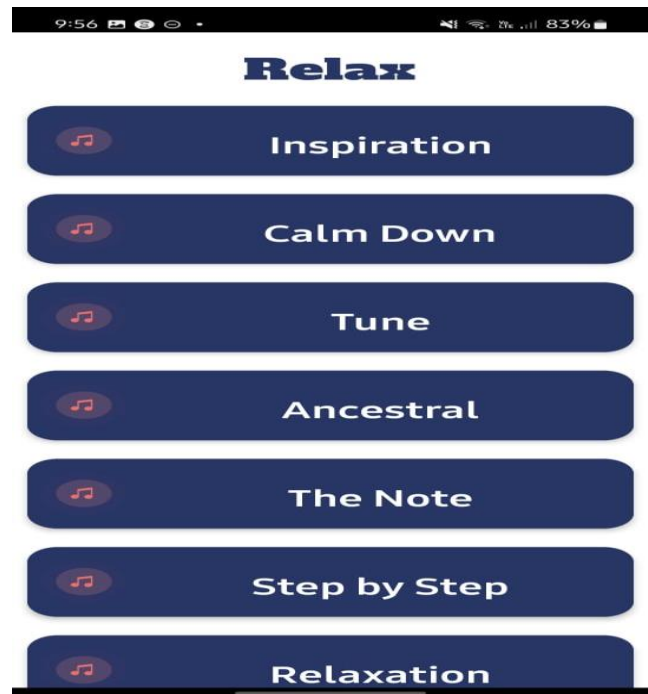 9:56 83%
Relax
Inspiration
Calm Down
Tune
Ancestral
The Note
Step by Step
Relaxation